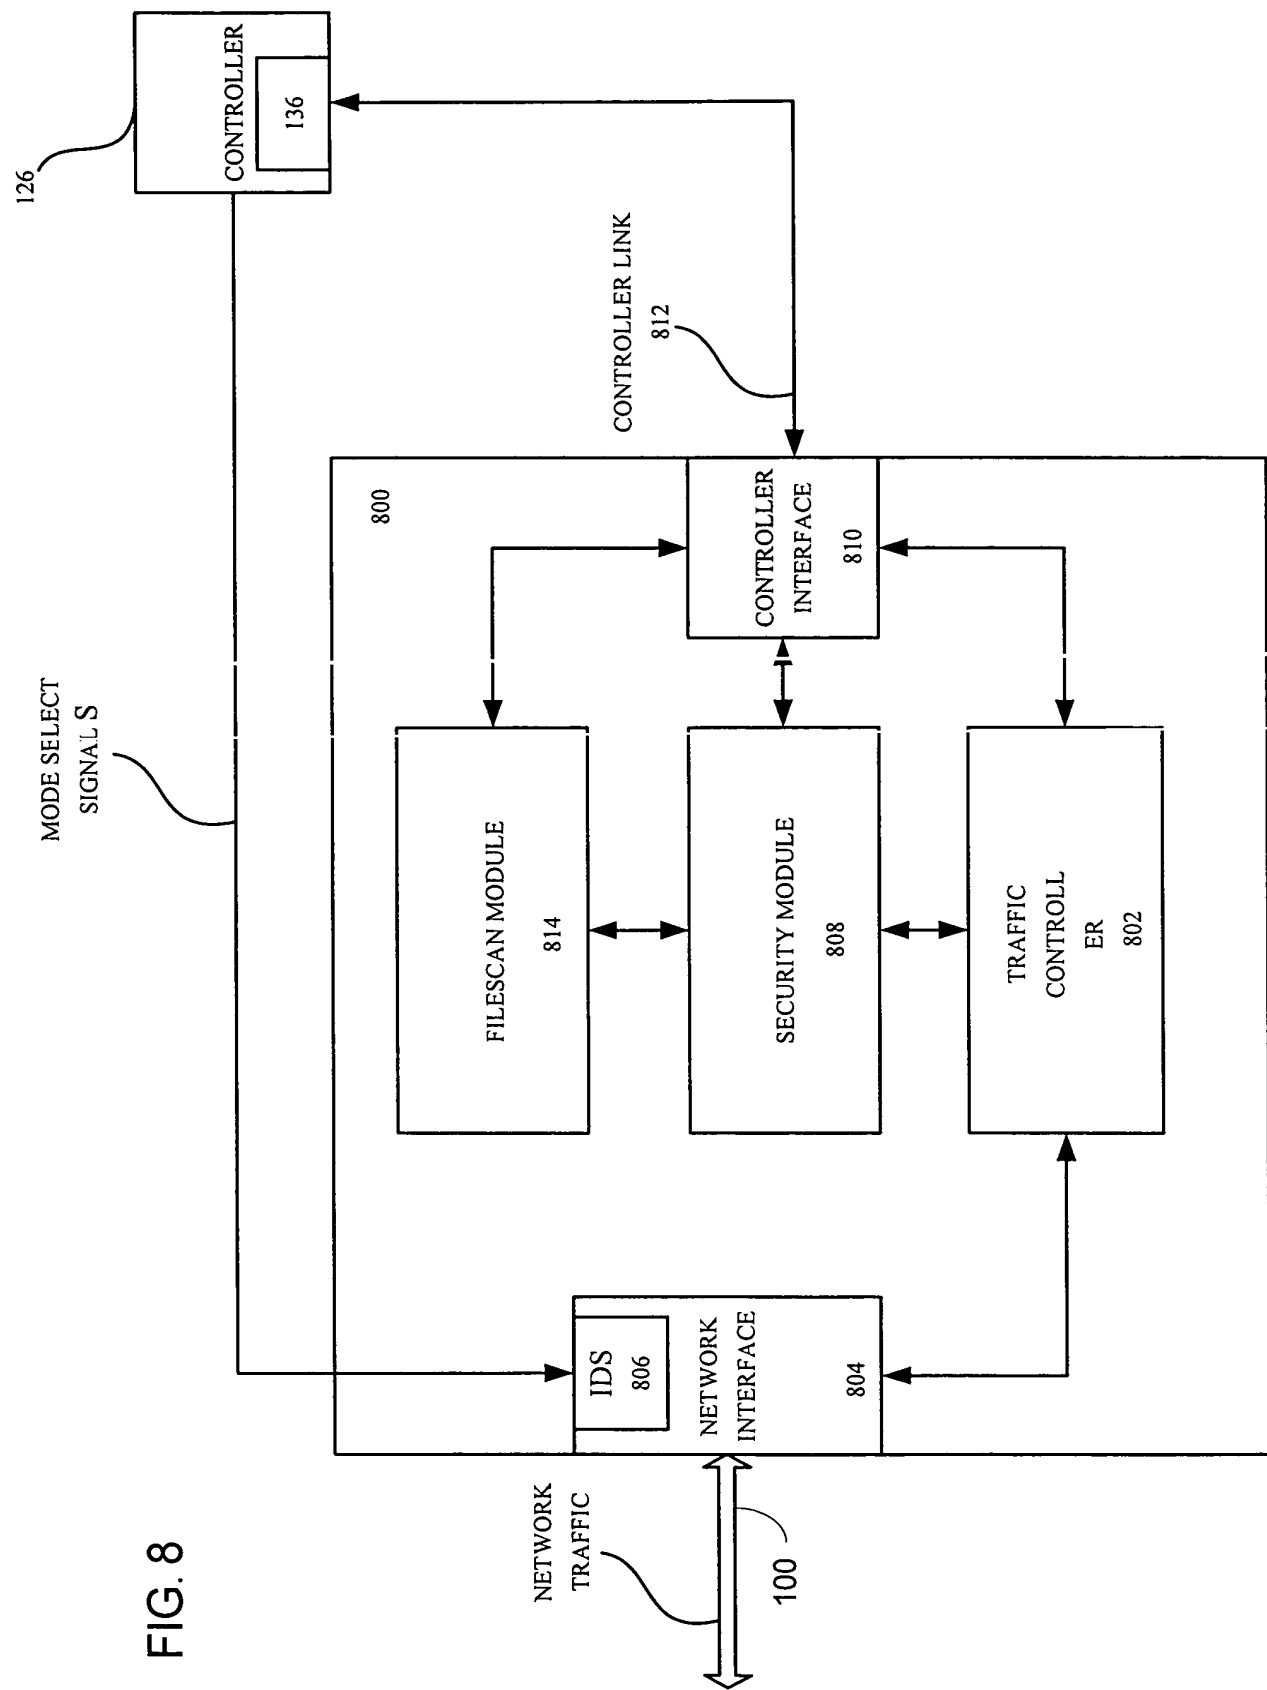 FIG. 8
126
CONTROLLER
136
MODE SELECT
SIGNAL S
CONTROLLER LINK
812
800
FILESCAN MODULE
814
CONTROLLER
INTERFACE
810
SECURITY MODULE
808
TRAFFIC
CONTROLL
ER
802
IDS
806
NETWORK
INTERFACE
804
NETWORK
TRAFFIC
100